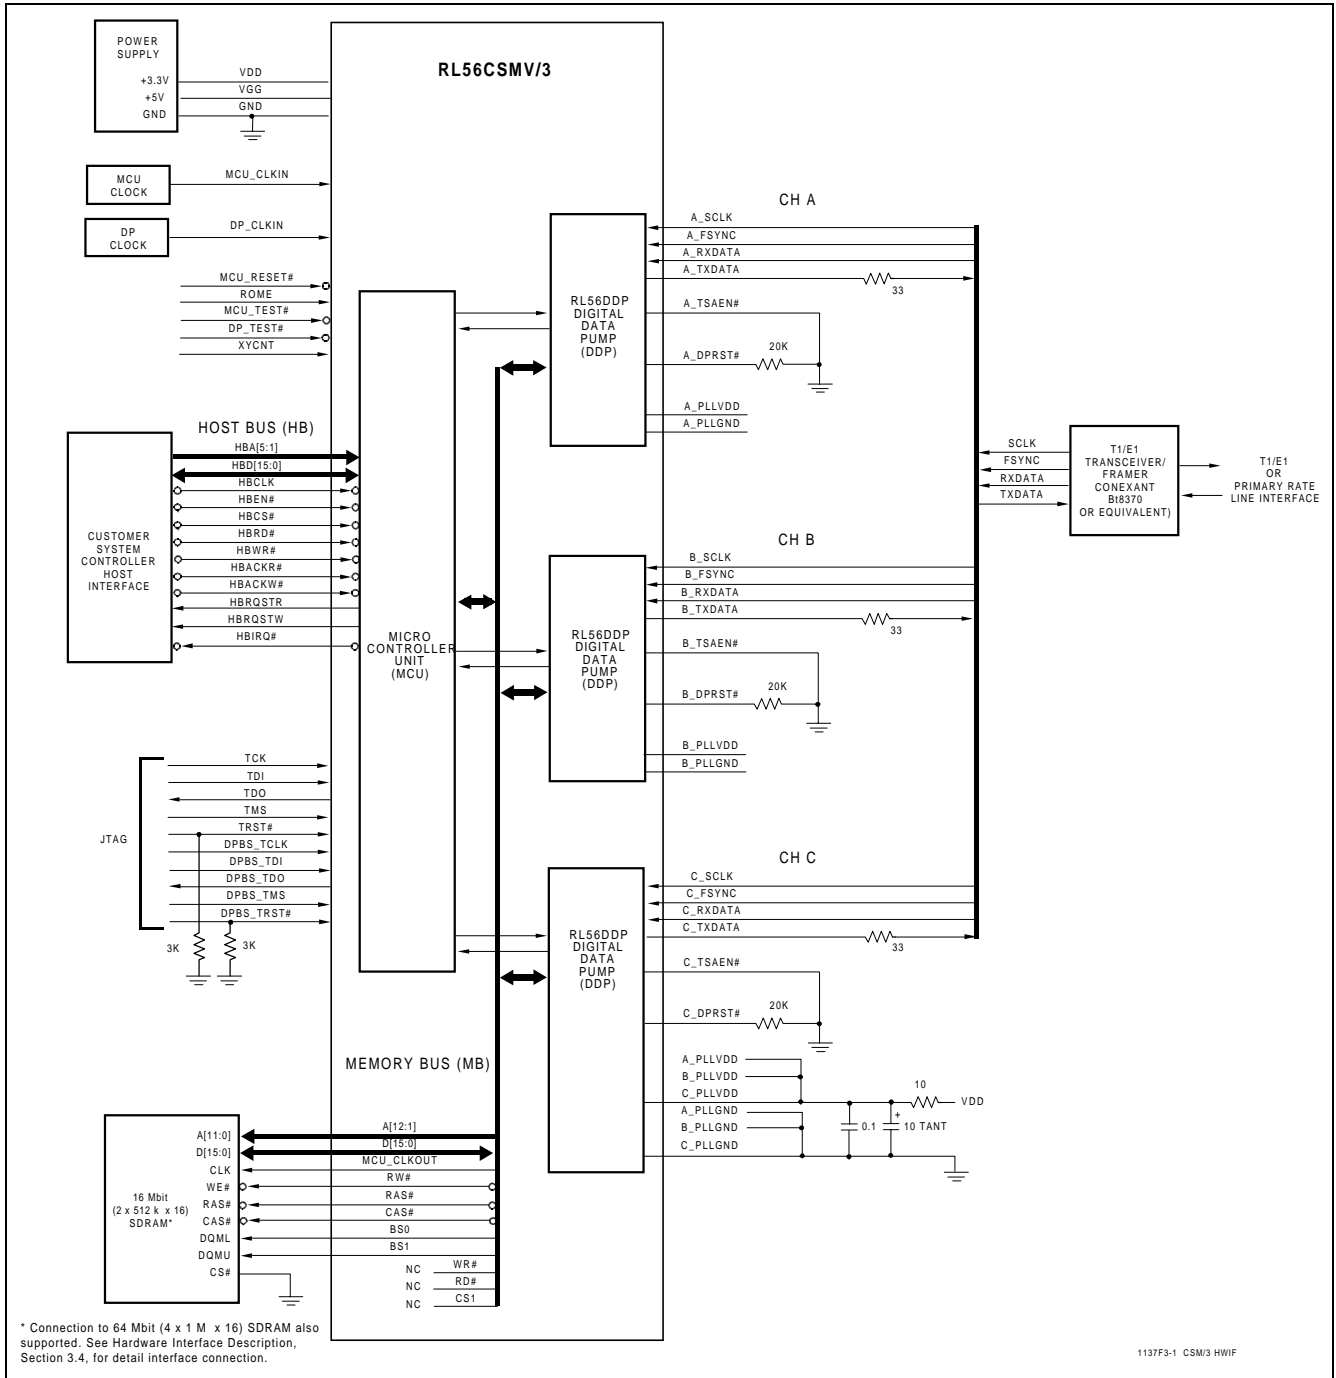 POWER
SUPPLY
+3.3V
+5V
GND
VDD
VGG
GND
RL56CSMV/3
MCU
CLOCK
MCU_CLKIN
DP
CLOCK
DP_CLKIN
MCU_RESET#
ROME
MCU_TEST#
DP_TEST#
XYCNT
HOST BUS (HB)
HBA[5:1]
HBD[15:0]
HBCLK
HBEN#
HBCS#
HBRD#
HBWR#
HBACKR#
HBACKW#
HBRQSTR
HBRQSTW
HBIRQ#
CUSTOMER
SYSTEM
CONTROLLER
HOST
INTERFACE
MICRO
CONTROLLER
UNIT
(MCU)
JTAG
TCK
TDI
TDO
TMS
TRST#
DPBS_TCLK
DPBS_TDI
DPBS_TDO
DPBS_TMS
DPBS_TRST#
3K
3K
CH A
RL56DDP
DIGITAL
DATA
PUMP
(DDP)
A_SCLK
A_FSYNC
A_RXDATA
A_TXDATA
33
A_TSAEN#
A_DPRST#
20K
A_PLLVDD
A_PLLGND
CH B
RL56DDP
DIGITAL
DATA
PUMP
(DDP)
B_SCLK
B_FSYNC
B_RXDATA
B_TXDATA
33
B_TSAEN#
B_DPRST#
20K
B_PLLVDD
B_PLLGND
CH C
RL56DDP
DIGITAL
DATA
PUMP
(DDP)
C_SCLK
C_FSYNC
C_RXDATA
C_TXDATA
33
C_TSAEN#
C_DPRST#
20K
A_PLLVDD
B_PLLVDD
C_PLLVDD
A_PLLGND
B_PLLGND
C_PLLGND
10
VDD
0.1
+
10 TANT
SCLK
FSYNC
RXDATA
TXDATA
T1/E1
TRANSCEIVER/
FRAMER
CONEXANT
Bt8370
OR EQUIVALENT)
T1/E1
OR
PRIMARY RATE
LINE INTERFACE
MEMORY BUS (MB)
A[12:1]
D[15:0]
MCU_CLKOUT
RW#
RAS#
CAS#
BS0
BS1
NC WR#
NC RD#
NC CS1
16 Mbit
(2 x 512 k x 16)
SDRAM*
A[11:0]
D[15:0]
CLK
WE#
RAS#
CAS#
DQML
DQMU
CS#
* Connection to 64 Mbit (4 x 1 M x 16) SDRAM also
supported. See Hardware Interface Description,
Section 3.4, for detail interface connection.
1137F3-1 CSM/3 HWIF